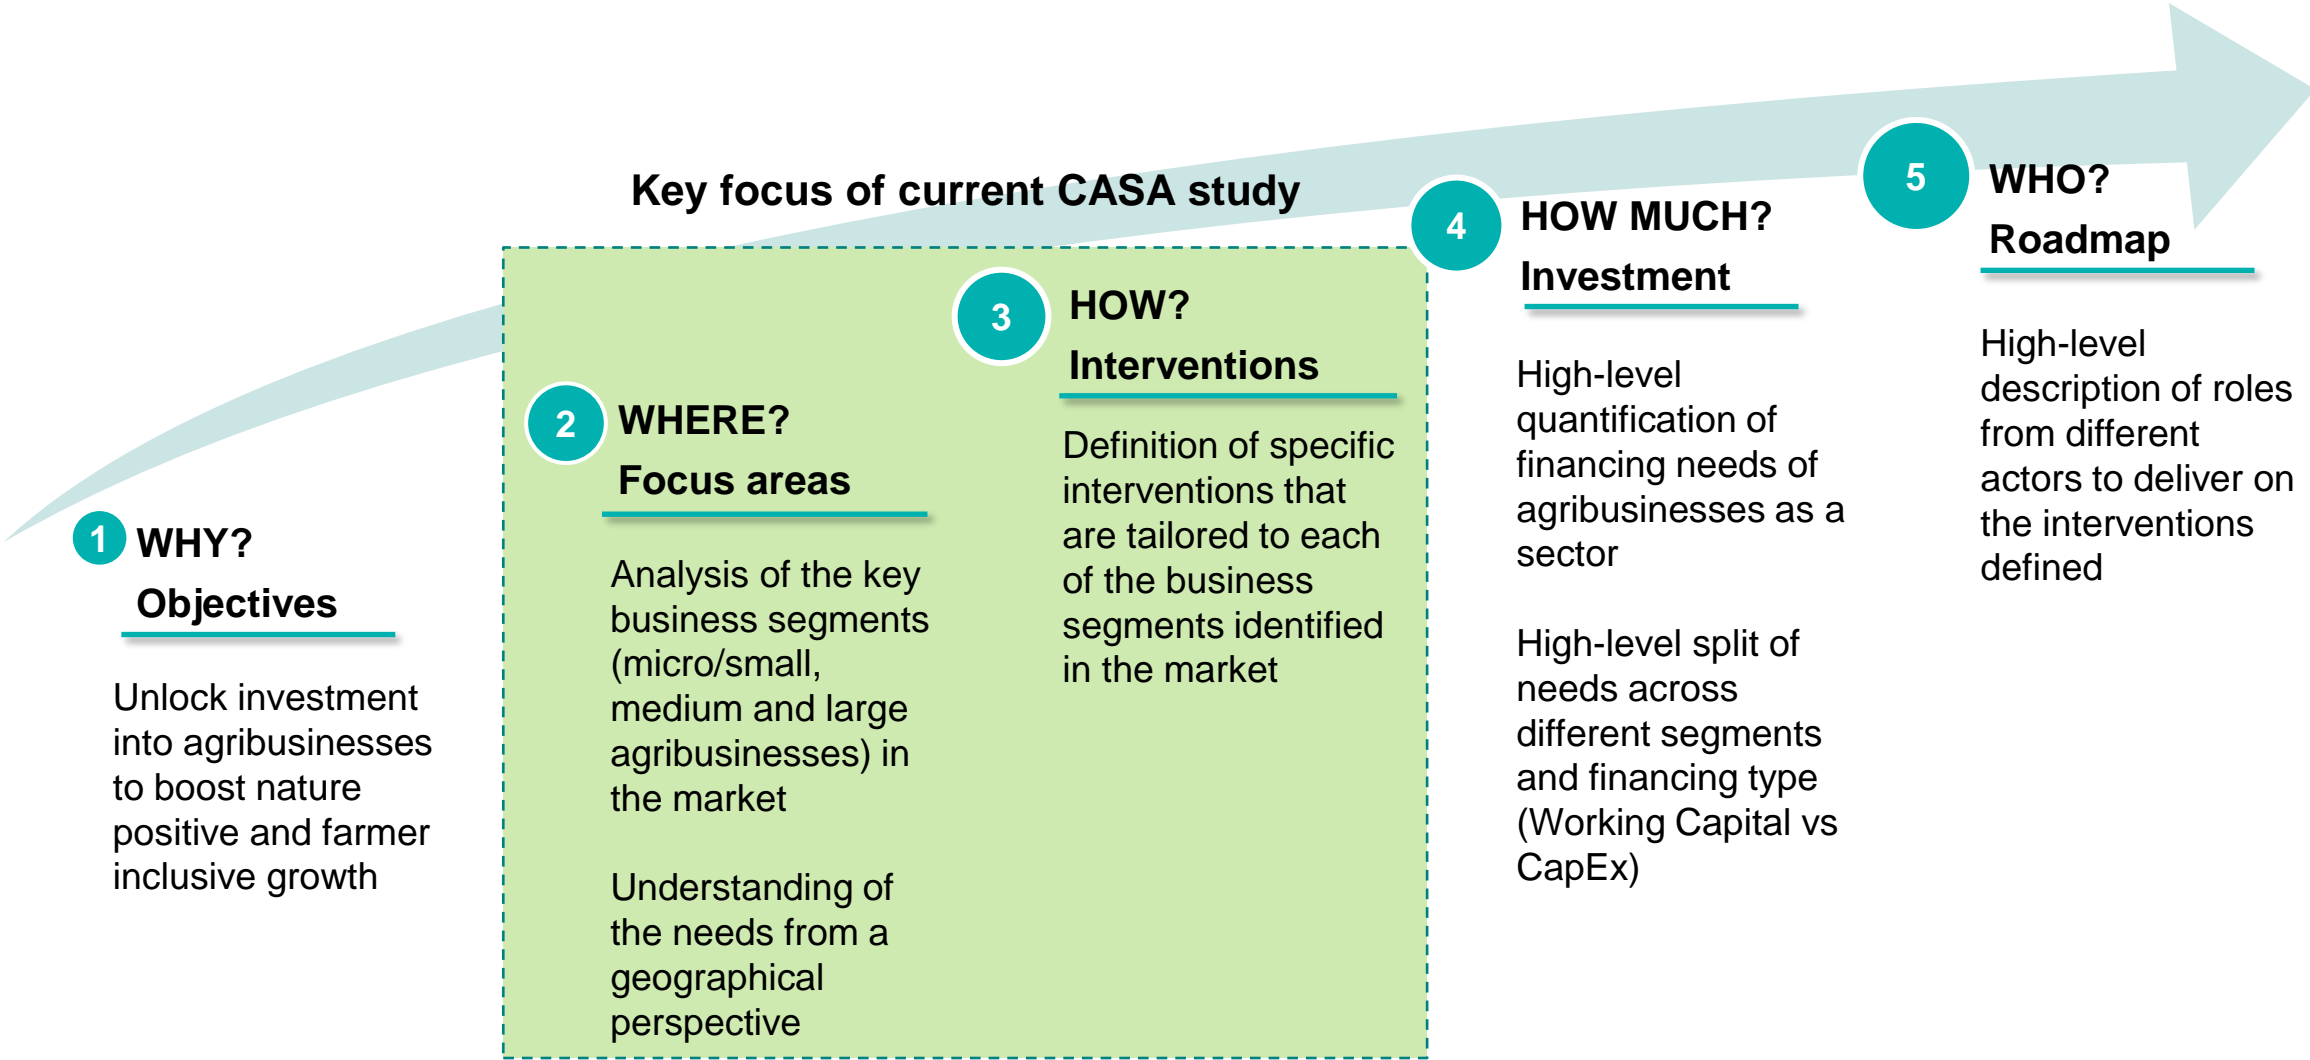 Key focus of current CASA study
1
WHY?
Objectives
Unlock investment
into agribusinesses
to boost nature
positive and farmer
inclusive growth
2
WHERE?
Focus areas
Analysis of the key
business segments
(micro/small,
medium and large
agribusinesses) in
the market
Understanding of
the needs from a
geographical
perspective
3
HOW?
Interventions
Definition of specific
interventions that
are tailored to each
of the business
segments identified
in the market
4
HOW MUCH?
Investment
High-level
quantification of
financing needs of
agribusinesses as a
sector
High-level split of
needs across
different segments
and financing type
(Working Capital vs
CapEx)
5
WHO?
Roadmap
High-level
description of roles
from different
actors to deliver on
the interventions
defined